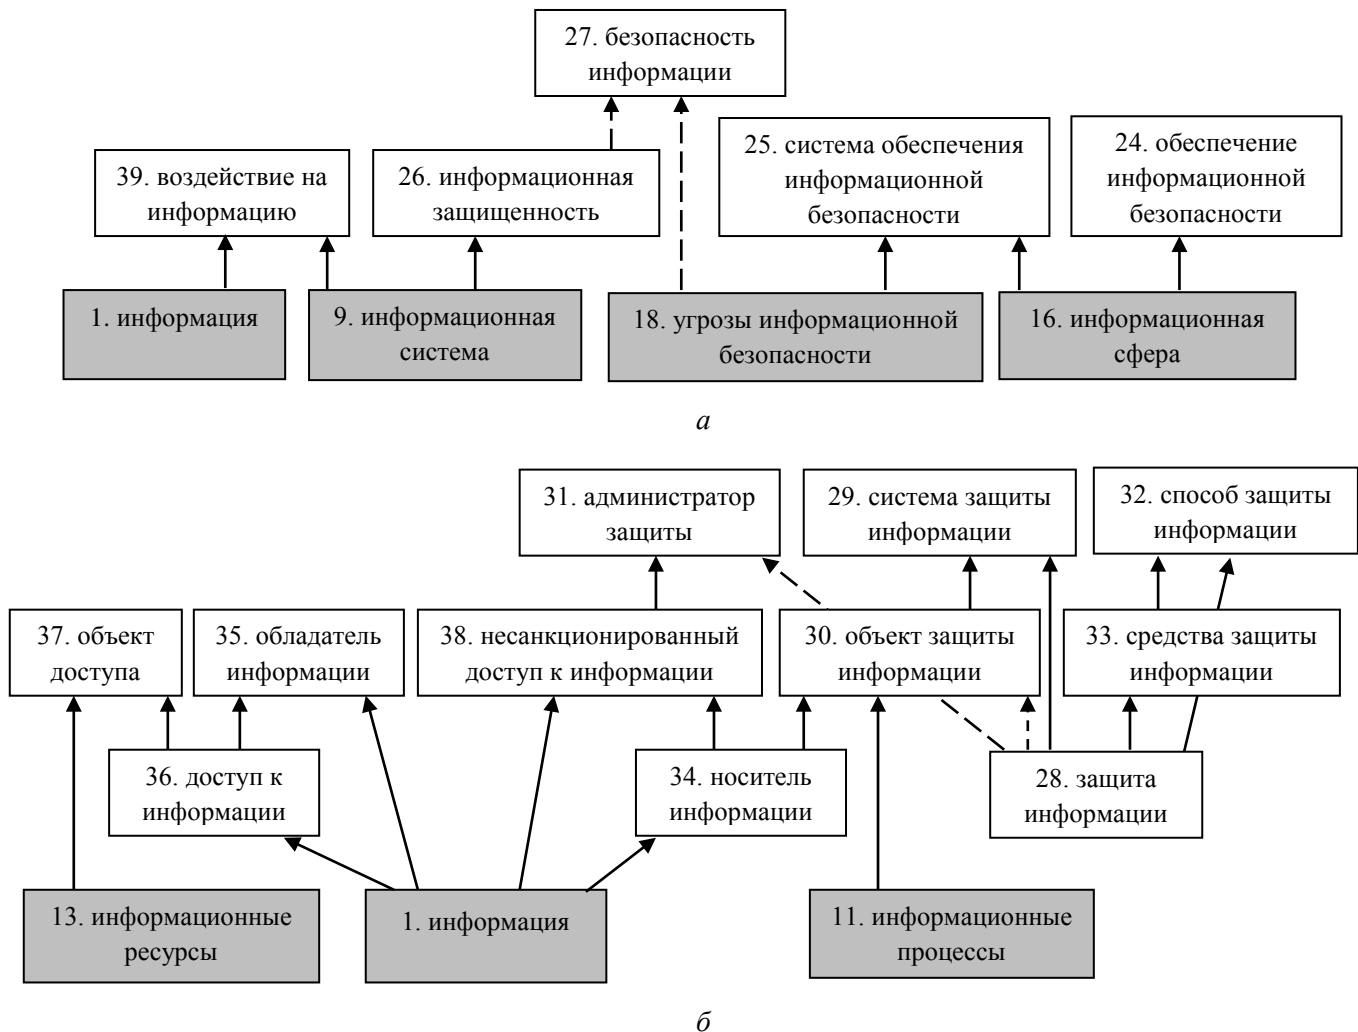 27. безопасность
информации
25. система обеспечения
информационной
безопасности
24. обеспечение
информационной
безопасности
39. воздействие на
информацию
26. информационная
защищенность
1. информация
9. информационная
система
18. угрозы информационной
безопасности
16. информационная
сфера
а
31. администратор
защиты
29. система защиты
информации
32. способ защиты
информации
37. объект
доступа
35. обладатель
информации
38. несанкционированный
доступ к информации
30. объект защиты
информации
33. средства защиты
информации
36. доступ к
информации
34. носитель
информации
28. защита
информации
13. информационные
ресурсы
1. информация
11. информационные
процессы
б